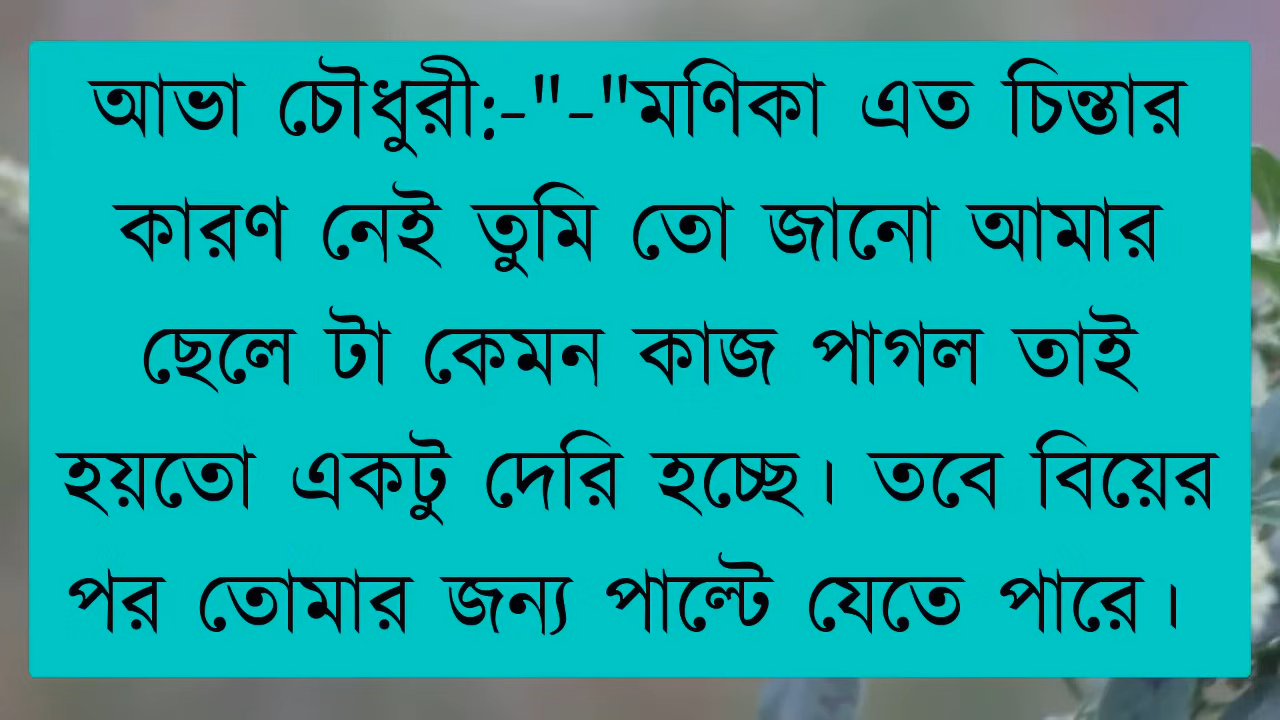 আভা চৌধুরী:-"-"মণিকা এত চিন্তার
কারণ নেই তুমি তো জানো আমার
ছেলে টা কেমন কাজ পাগল তাই
হয়তো একটু দেরি হচ্ছে। তবে বিয়ের
পর তোমার জন্য পাল্টে যেতে পারে।